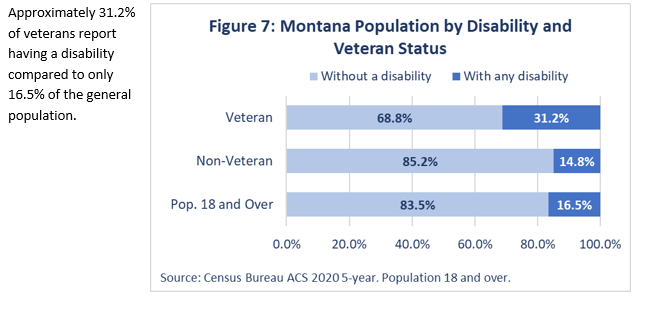 Approximately 31.2%
of veterans report
having a disability
compared to only
16.5% of the general
population.
Figure 7: Montana Population by Disability and
Veteran Status
Without a disability With any disability
Veteran 68.8% 31.2%
Non-Veteran 85.2% 14.8%
Pop. 18 and Over 83.5% 16.5%
0.0% 20.0% 40.0% 60.0% 80.0% 100.0%
Source: Census Bureau ACS 2020 5-year. Population 18 and over.